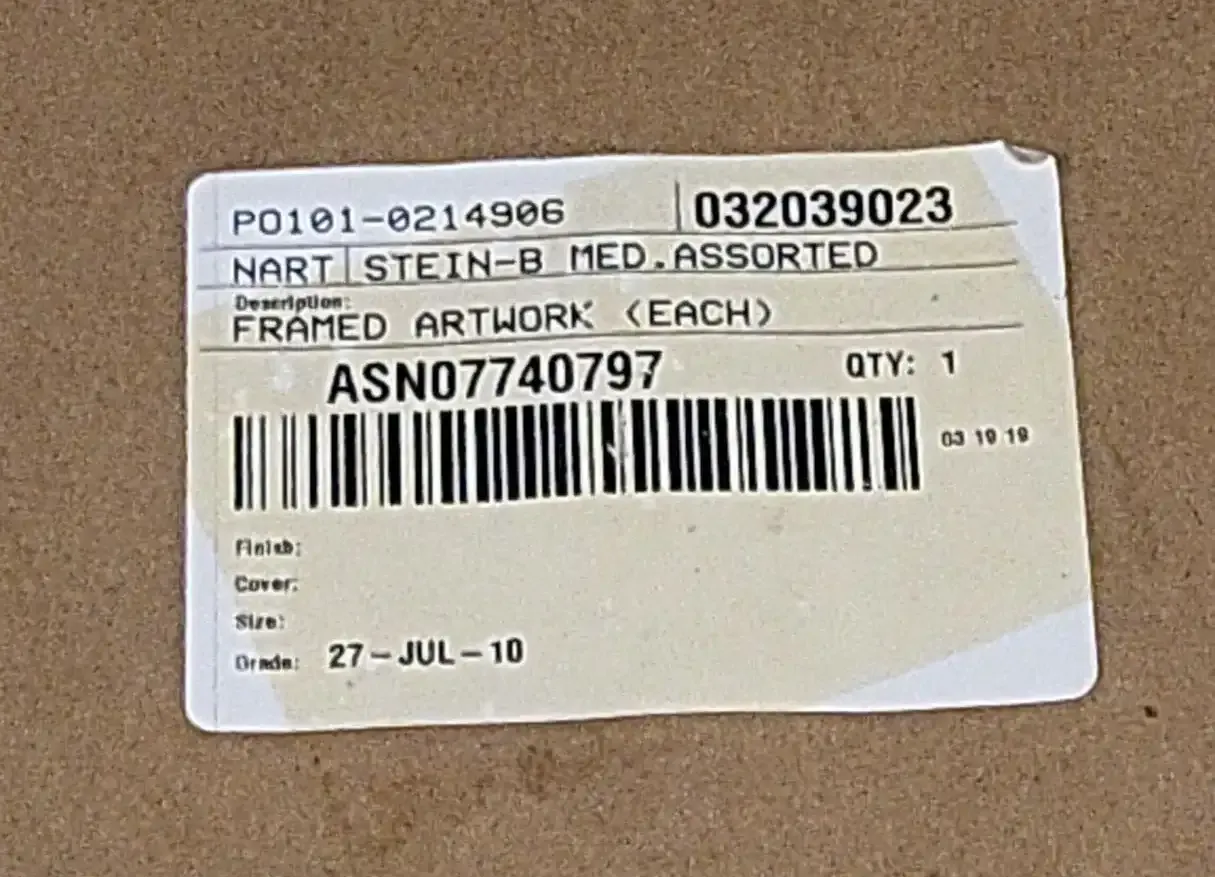 PO101-0214906 032039023
NART STEIN-B MED.ASSORTED
Description:
FRAMED ARTWORK (EACH)
ASN07740797 QTY: 1
03 19 19
Finish:
Cover:
Size:
Grade: 27-JUL-10